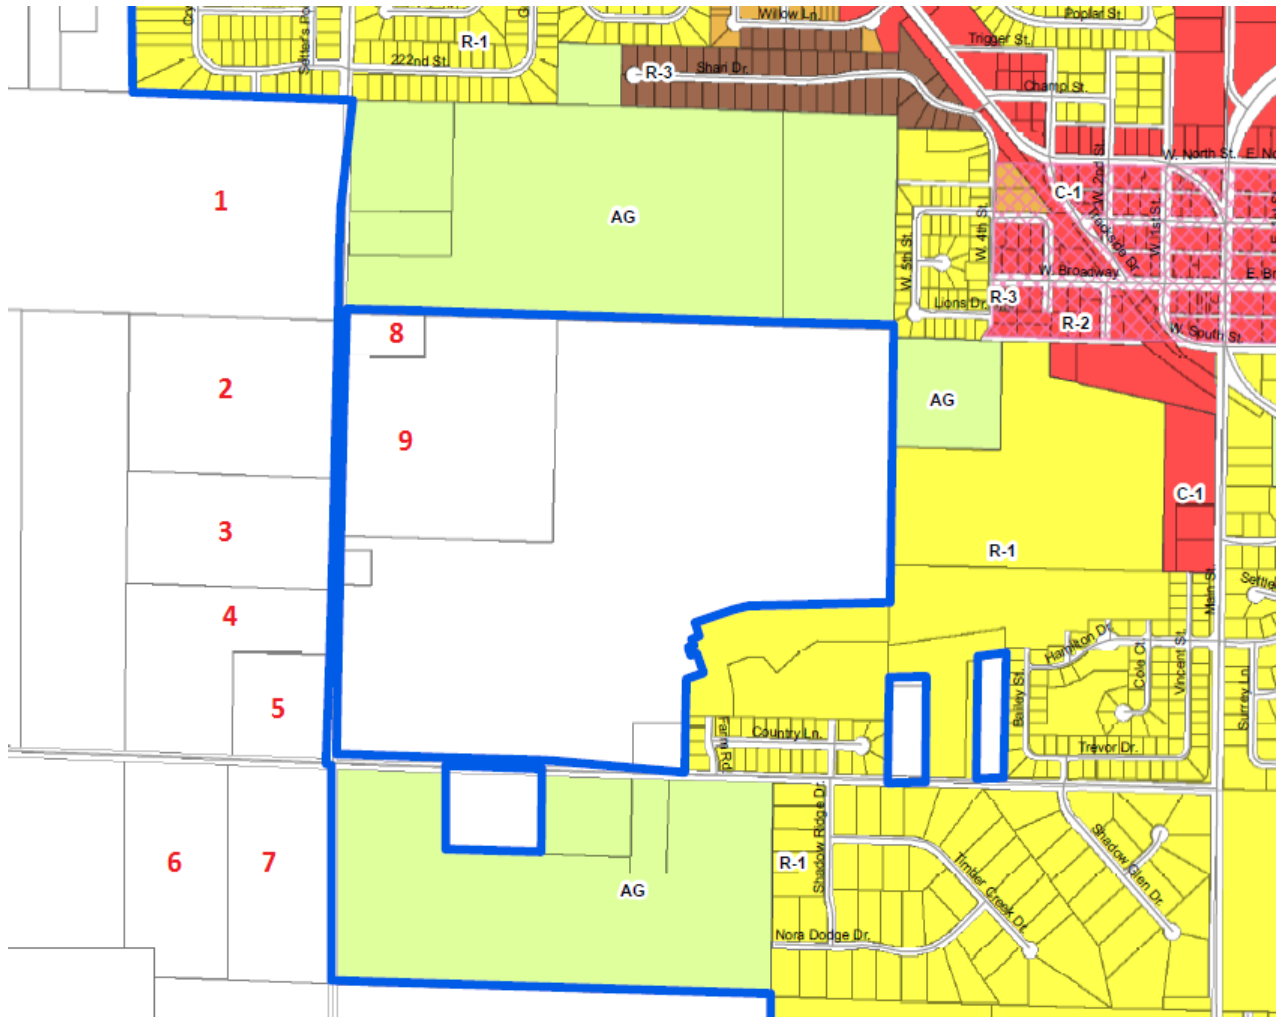 Willow Ln.
Poplar St.
R-1
Trigger St.
222nd St.
R-3
Shari Dr.
Champ St.
W. North St.
W. 2nd St.
1
AG
C-1
W. 4th St.
W. 1st St.
Trackside Dr.
W. 5th St.
W. Broadway
Lions Dr.
R-3
R-2
W. South St.
8
2
AG
9
C-1
3
R-1
Main St.
4
Hamilton Dr.
Cole Ct.
Vincent St.
Bailey St.
Surrey Ln.
5
Farm Rd
Country Ln.
Trevor Dr.
6
7
R-1
Shadow Ridge Dr.
Timber Creek Dr.
Shadow Glen Dr.
AG
Nora Dodge Dr.